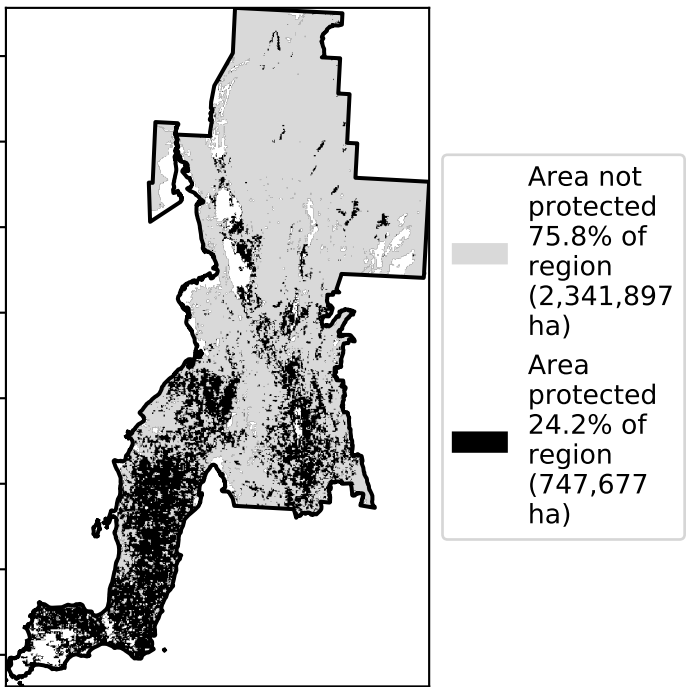 Area not
protected
75.8% of
region
(2,341,897
ha)
Area
protected
24.2% of
region
(747,677
ha)